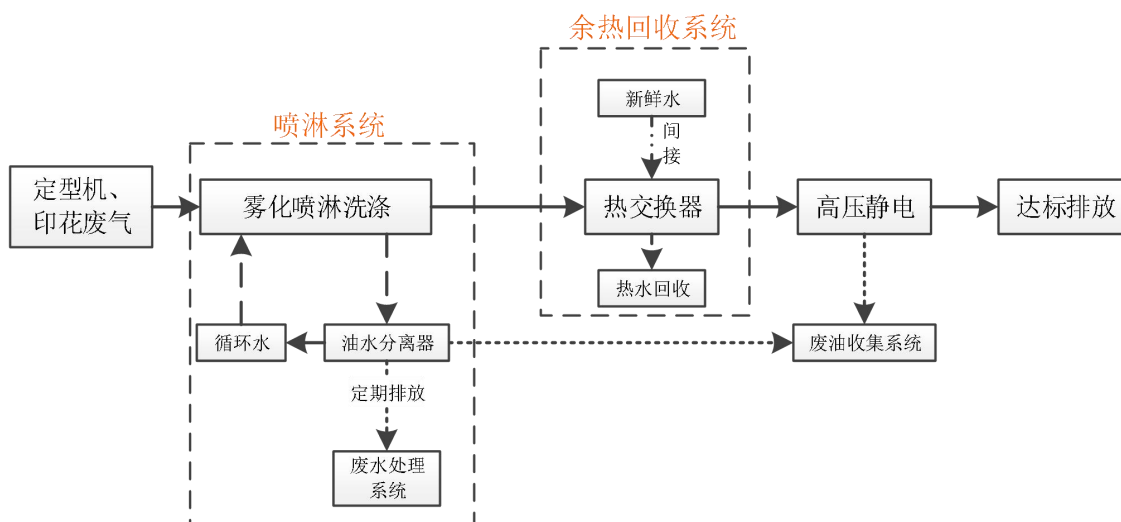 余热回收系统
新鲜水
喷淋系统
间
接
定型机、
印花废气
雾化喷淋洗涤
热交换器
高压静电
达标排放
热水回收
循环水
油水分离器
废油收集系统
定期排放
废水处理
系统